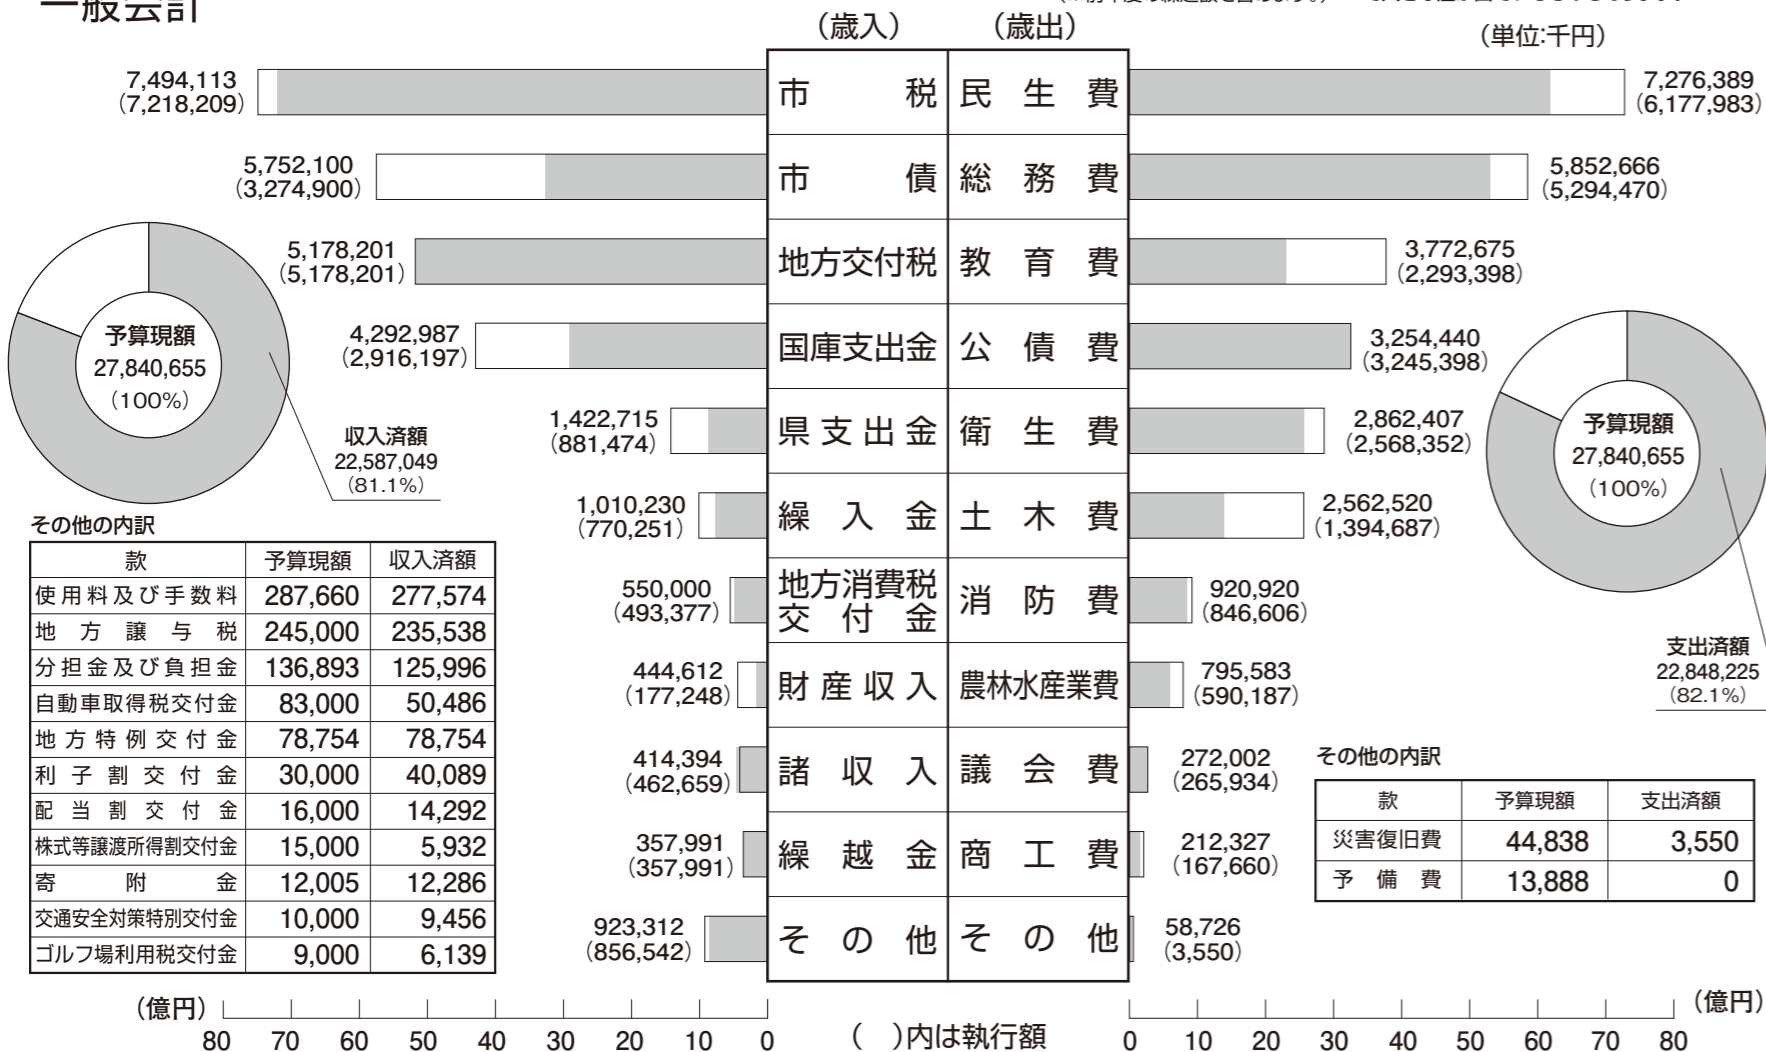 一般会計
（歳入）
（歳出）
（単位:千円）
7,494,113
（7,218,209）
市税
民生費
7,276,389
（6,177,983）
5,752,100
（3,274,900）
市債
総務費
5,852,666
（5,294,470）
5,178,201
（5,178,201）
地方交付税
教育費
3,772,675
（2,293,398）
4,292,987
（2,916,197）
国庫支出金
公債費
3,254,440
（3,245,398）
1,422,715
（881,474）
県支出金
衛生費
2,862,407
（2,568,352）
1,010,230
（770,251）
繰入金
土木費
2,562,520
（1,394,687）
550,000
（493,377）
地方消費税
交付金
消防費
920,920
（846,606）
444,612
（177,248）
財産収入
農林水産業費
795,583
（590,187）
414,394
（462,659）
諸収入
議会費
272,002
（265,934）
357,991
（357,991）
繰越金
商工費
212,327
（167,660）
923,312
（856,542）
その他
その他
58,726
（3,550）
予算現額
27,840,655
（100%）
収入済額
22,587,049
（81.1%）
予算現額
27,840,655
（100%）
支出済額
22,848,225
（82.1%）
その他の内訳
款 予算現額 収入済額
使用料及び手数料 287,660 277,574
地方譲与税 245,000 235,538
分担金及び負担金 136,893 125,996
自動車取得税交付金 83,000 50,486
地方特例交付金 78,754 78,754
利子割交付金 30,000 40,089
配当割交付金 16,000 14,292
株式等譲渡所得割交付金 15,000 5,932
寄附金 12,005 12,286
交通安全対策特別交付金 10,000 9,456
ゴルフ場利用税交付金 9,000 6,139
その他の内訳
款 予算現額 支出済額
災害復旧費 44,838 3,550
予備費 13,888 0
（億円）
80 70 60 50 40 30 20 10 0
（ ）内は執行額
0 10 20 30 40 50 60 70 80
（億円）